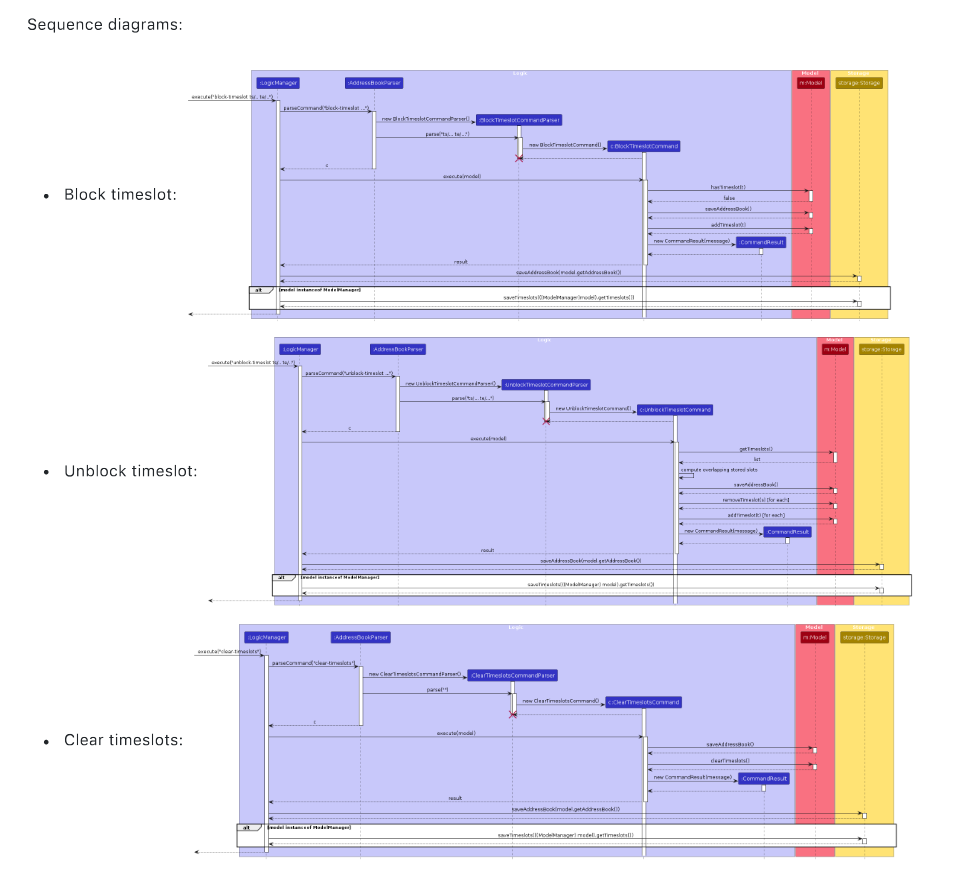 Sequence diagrams:
Logic
Model
Storage
:LogicManager
:AddressBookParser
m:Model
storage:Storage
execute("block-timeslot ts/.. te/..")
parseCommand("block-timeslot ...")
new BlockTimeslotCommandParser()
:BlockTimeslotCommandParser
parse("ts/... te/...")
new BlockTimeslotCommand()
c:BlockTimeslotCommand
c
execute(model)
hasTimeslot(t)
false
• Block timeslot:
saveAddressBook()
addTimeslot(t)
new CommandResult(message)
:CommandResult
result
saveAddressBook(model.getAddressBook())
alt
[model instanceof ModelManager]
saveTimeslots(((ModelManager)model).getTimeslots())
Logic
Model
Storage
:LogicManager
:AddressBookParser
m:Model
storage:Storage
execute("unblock-timeslot ts/.. te/..")
parseCommand("unblock-timeslot ...")
new UnblockTimeslotCommandParser()
:UnblockTimeslotCommandParser
parse("ts/... te/...")
new UnblockTimeslotCommand()
c:UnblockTimeslotCommand
c
execute(model)
getTimeslots()
list
• Unblock timeslot:
compute overlapping stored slots
saveAddressBook()
removeTimeslot(s) [for each]
addTimeslot(t) [for each]
new CommandResult(message)
:CommandResult
result
saveAddressBook(model.getAddressBook())
alt
[model instanceof ModelManager]
saveTimeslots(((ModelManager) model).getTimeslots())
Logic
Model
Storage
:LogicManager
:AddressBookParser
m:Model
storage:Storage
execute("clear-timeslots")
parseCommand("clear-timeslots")
new ClearTimeslotsCommandParser()
:ClearTimeslotsCommandParser
parse("")
new ClearTimeslotsCommand()
c:ClearTimeslotsCommand
c
execute(model)
• Clear timeslots:
saveAddressBook()
clearTimeslots()
new CommandResult(message)
:CommandResult
result
saveAddressBook(model.getAddressBook())
alt
[model instanceof ModelManager]
saveTimeslots(((ModelManager) model).getTimeslots())